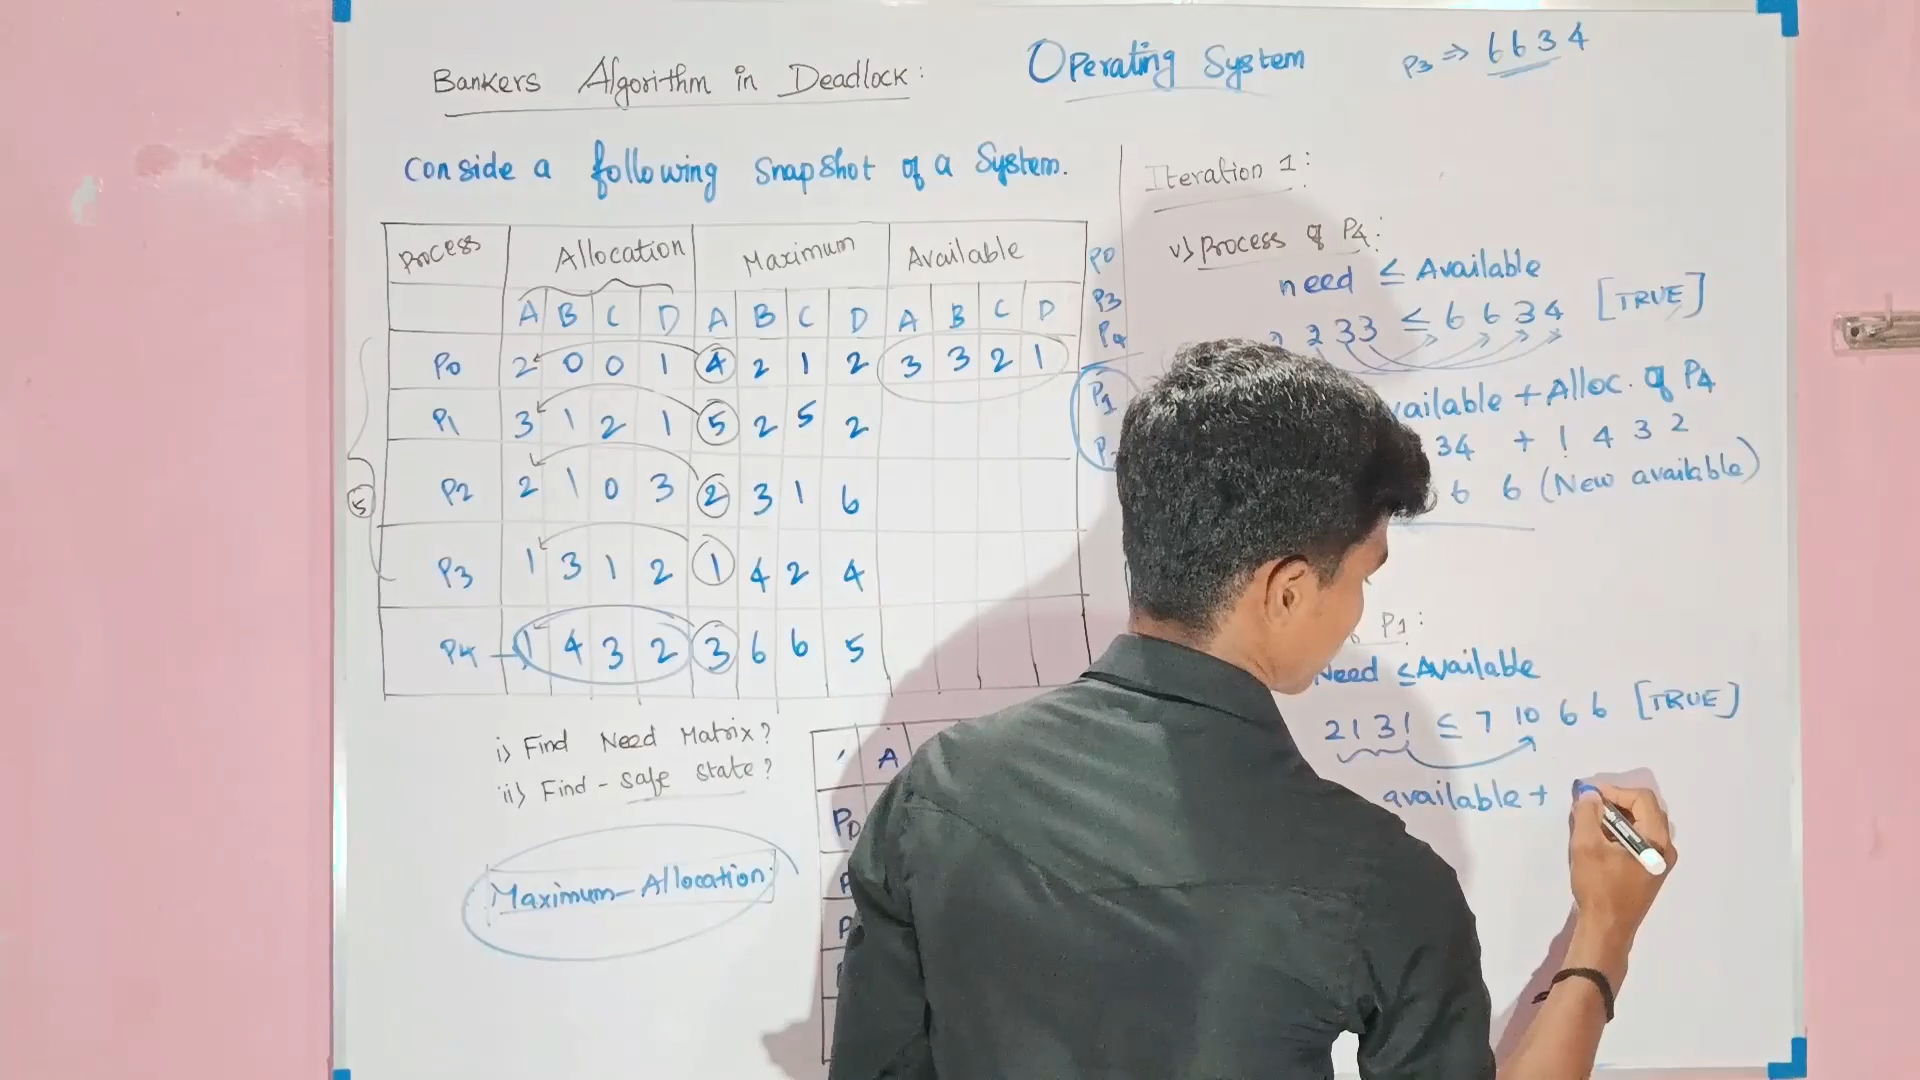 Bankers Algorithm in Deadlock:
Operating System
P3 ⇒ 6 6 3 4
Conside a following Snapshot of a System.
Process Allocation Maximum Available
A B C D A B C D A B C D
P0 2 0 0 1 4 2 1 2 3 3 2 1
P1 3 1 2 1 5 2 5 2
P2 2 1 0 3 2 3 1 6
P3 1 3 1 2 1 4 2 4
P4 1 4 3 2 3 6 6 5
5
i) Find Need Matrix?
ii) Find - safe state?
Maximum-Allocation:
A
P0
P0
P3
P4
P1
Iteration 1:
v) Process of P4:
need ≤ Available
2 2 3 3 ≤ 6 6 3 4 [TRUE]
+ Alloc. of P4
34 + 1 4 3 2
6 6 (New available)
P1:
Need ≤ Available
2 1 3 1 ≤ 7 10 6 6 [TRUE]
available +